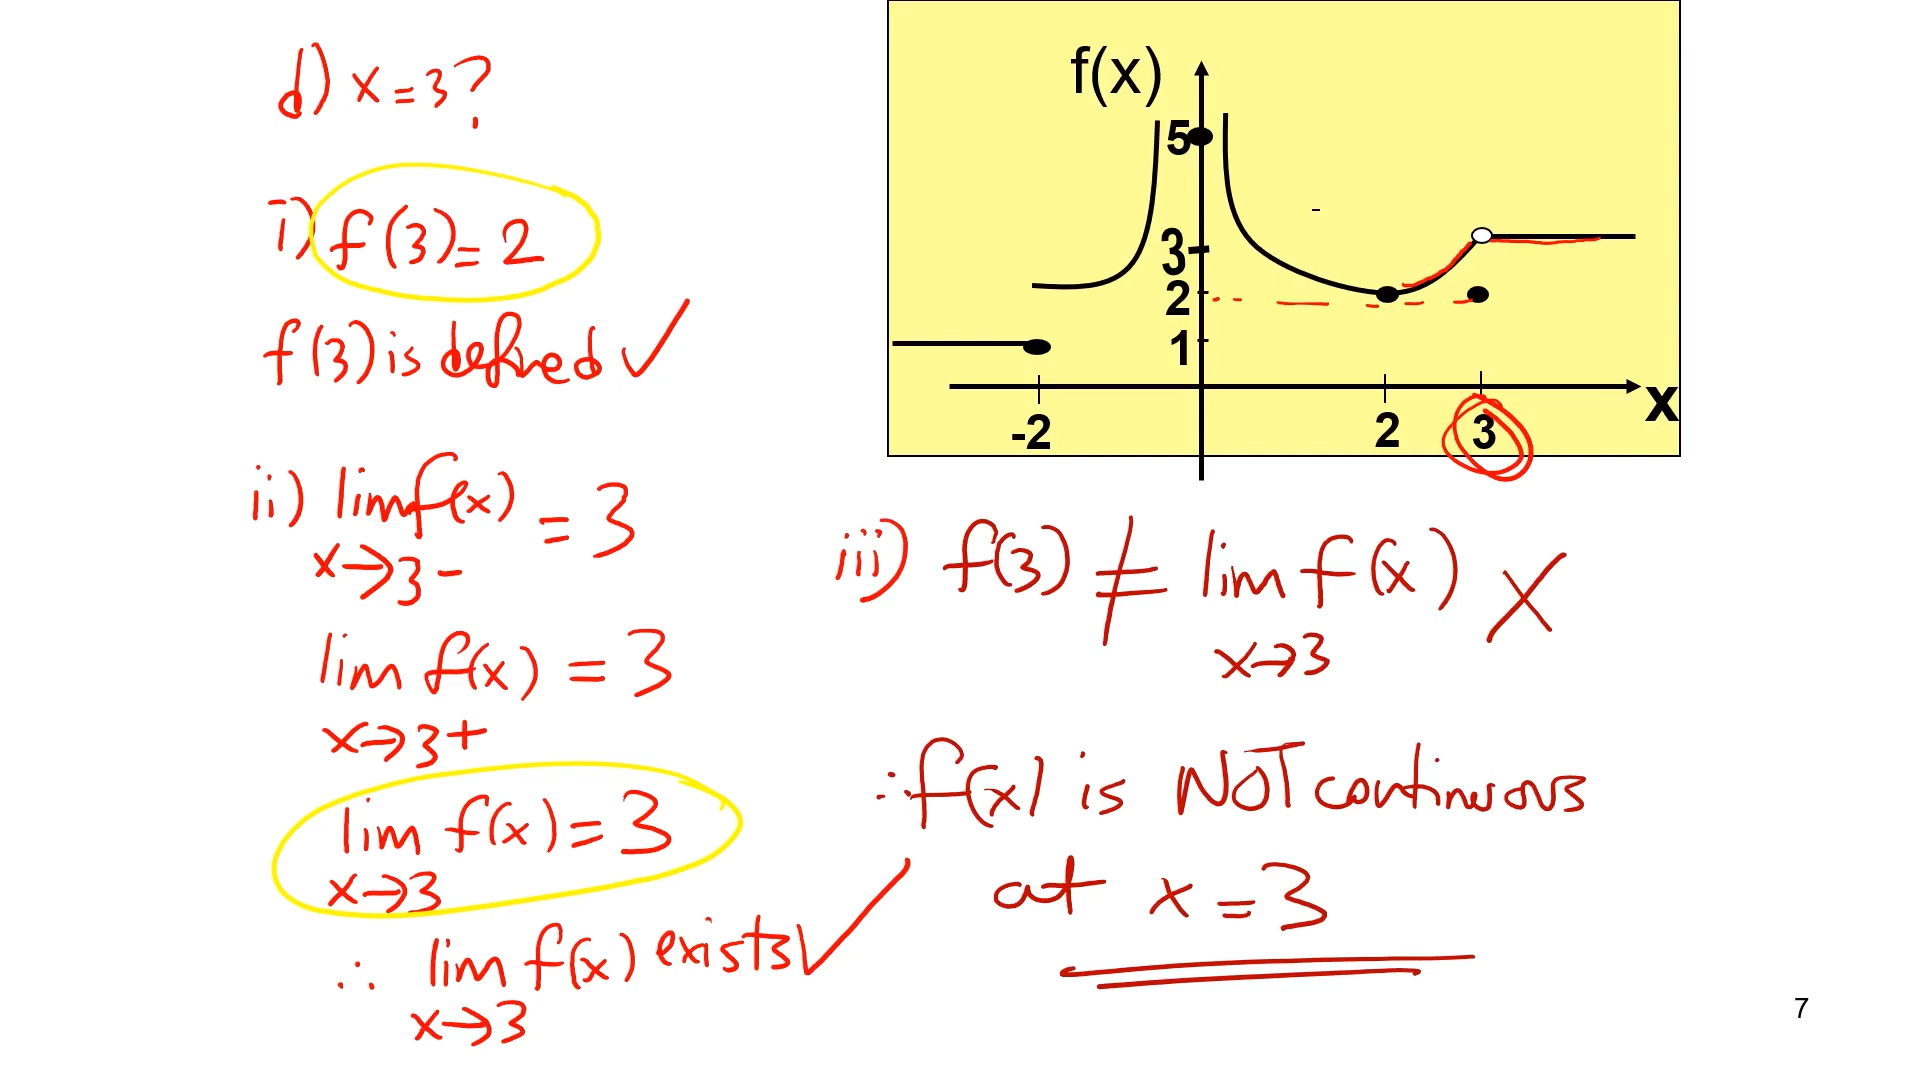 d) x = 3?
i) f(3) = 2
f(3) is defined ✓
ii) lim f(x) = 3
x→3-
lim f(x) = 3
x→3+
lim f(x) = 3
x→3
∴ lim f(x) exists ✓
x→3
f(x)
5
3
2
1
-2
2
3
x
iii) f(3) ≠ lim f(x) ✗
x→3
∴ f(x) is NOT continuous
at x = 3
7